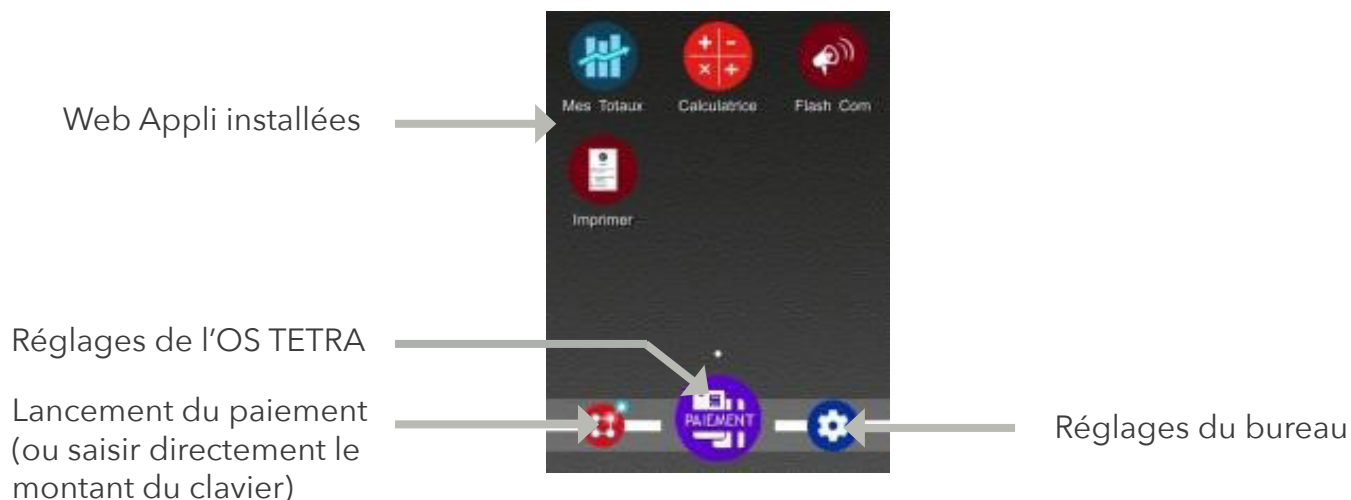 Mes Totaux
Calculatrice
Flash Com
Web Appli installées
Imprimer
Réglages de l'OS TETRA
Lancement du paiement
(ou saisir directement le
montant du clavier)
PAIEMENT
Réglages du bureau